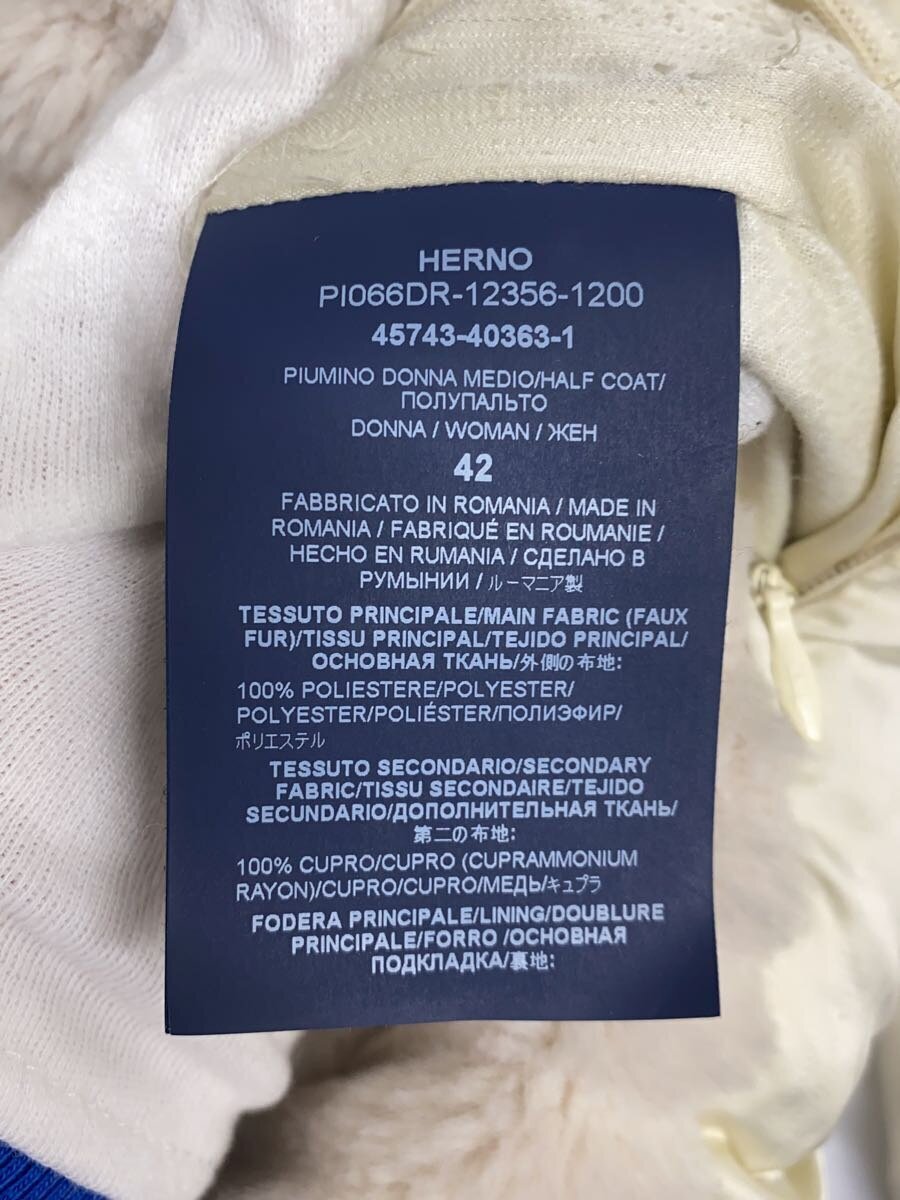 HERNO
PI066DR-12356-1200
45743-40363-1
PIUMINO DONNA MEDIO/HALF COAT/
ПОЛУПАЛЬТО
DONNA / WOMAN / ЖЕН
42
FABBRICATO IN ROMANIA / MADE IN
ROMANIA / FABRIQUÉ EN ROUMANIE /
HECHO EN RUMANIA / СДЕЛАНО В
РУМЫНИИ / ルーマニア製
TESSUTO PRINCIPALE/MAIN FABRIC (FAUX
FUR)/TISSU PRINCIPAL/TEJIDO PRINCIPAL/
ОСНОВНАЯ ТКАНЬ/外側の布地:
100% POLIESTERE/POLYESTER/
POLYESTER/POLIÉSTER/ПОЛИЭФИР/
ポリエステル
TESSUTO SECONDARIO/SECONDARY
FABRIC/TISSU SECONDAIRE/TEJIDO
SECUNDARIO/ДОПОЛНИТЕЛЬНАЯ ТКАНЬ/
第二の布地:
100% CUPRO/CUPRO (CUPRAMMONIUM
RAYON)/CUPRO/CUPRO/МЕДЬ/キュプラ
FODERA PRINCIPALE/LINING/DOUBLURE
PRINCIPALE/FORRO /ОСНОВНАЯ
ПОДКЛАДКА/裏地: